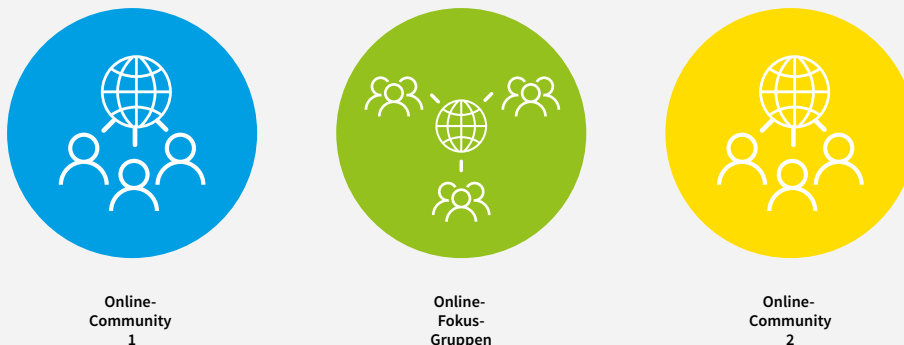 Online-
Community
1
Online-
Fokus-
Gruppen
Online-
Community
2